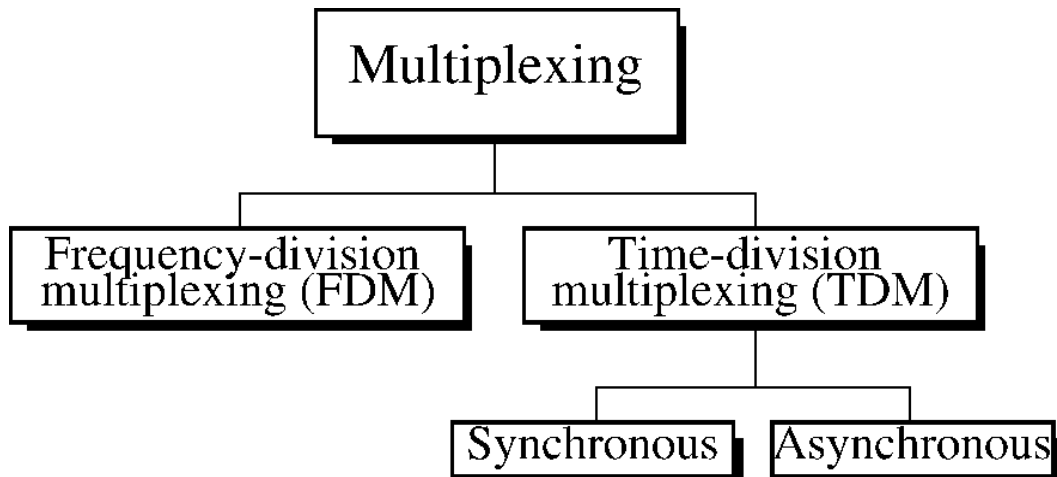 Multiplexing
Frequency-division
multiplexing (FDM)
Time-division
multiplexing (TDM)
Synchronous
Asynchronous